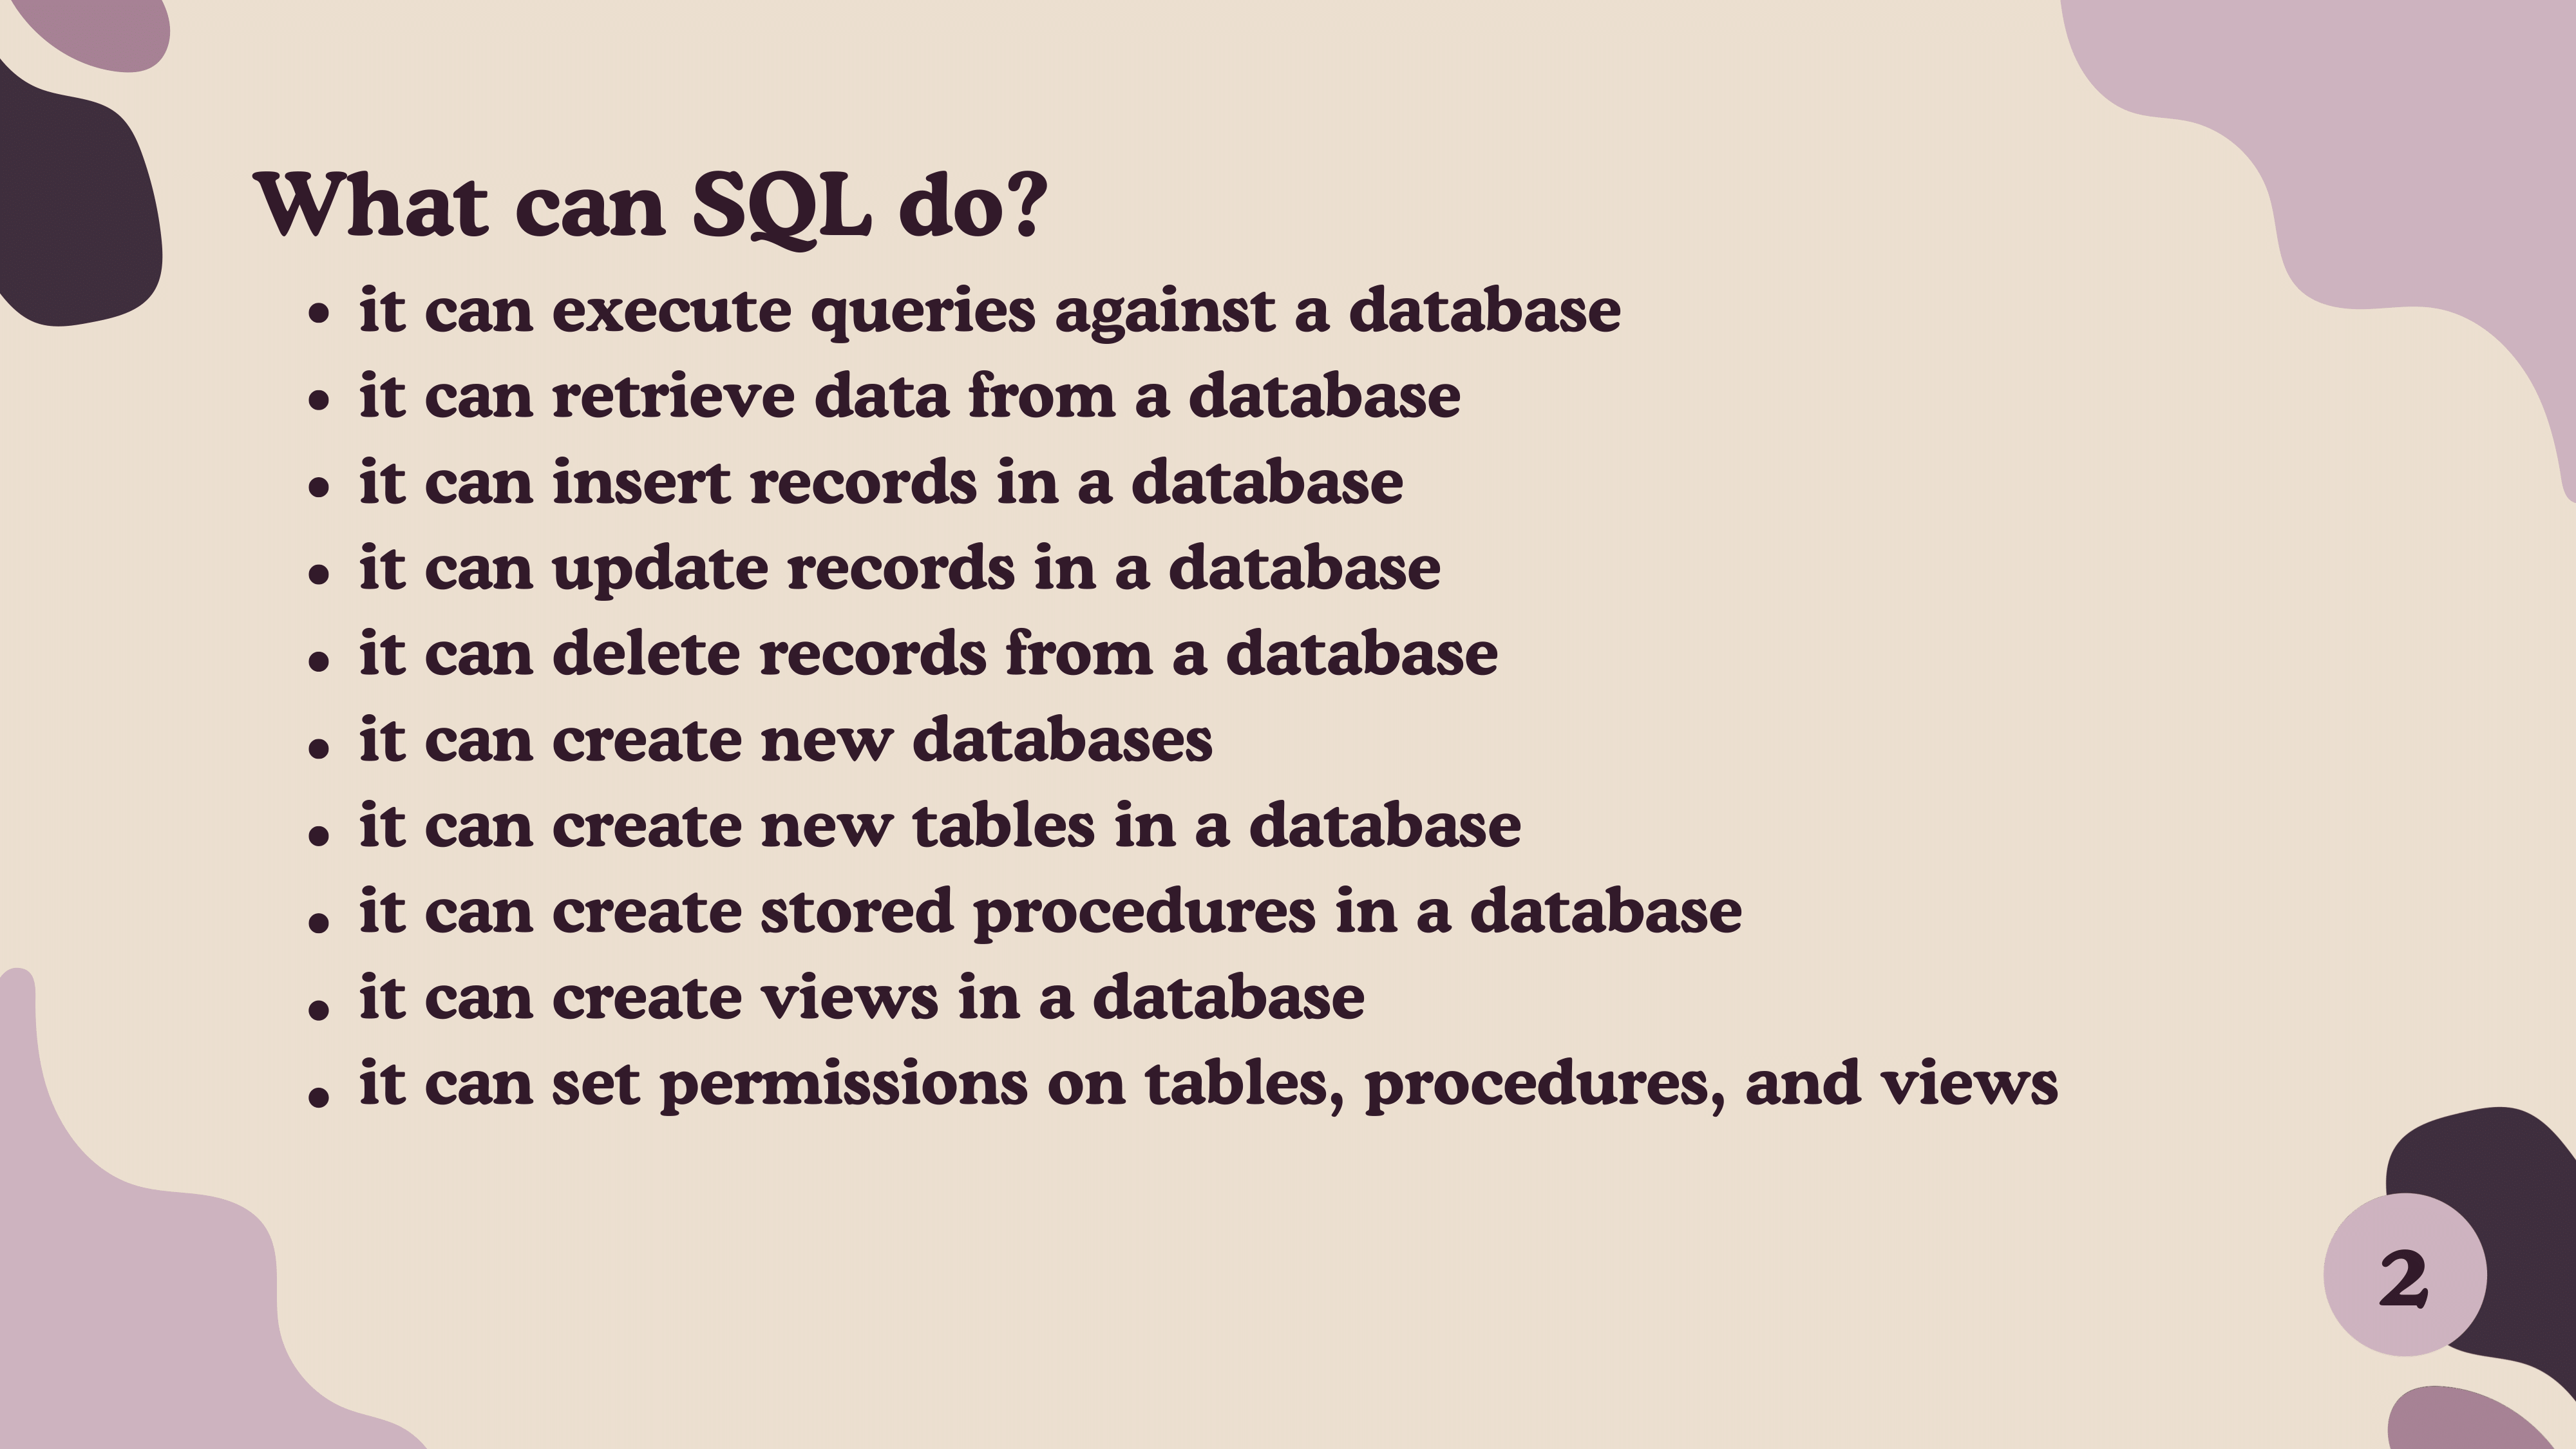 What can SQL do?
• it can execute queries against a database
• it can retrieve data from a database
• it can insert records in a database
• it can update records in a database
• it can delete records from a database
• it can create new databases
• it can create new tables in a database
• it can create stored procedures in a database
• it can create views in a database
• it can set permissions on tables, procedures, and views
2